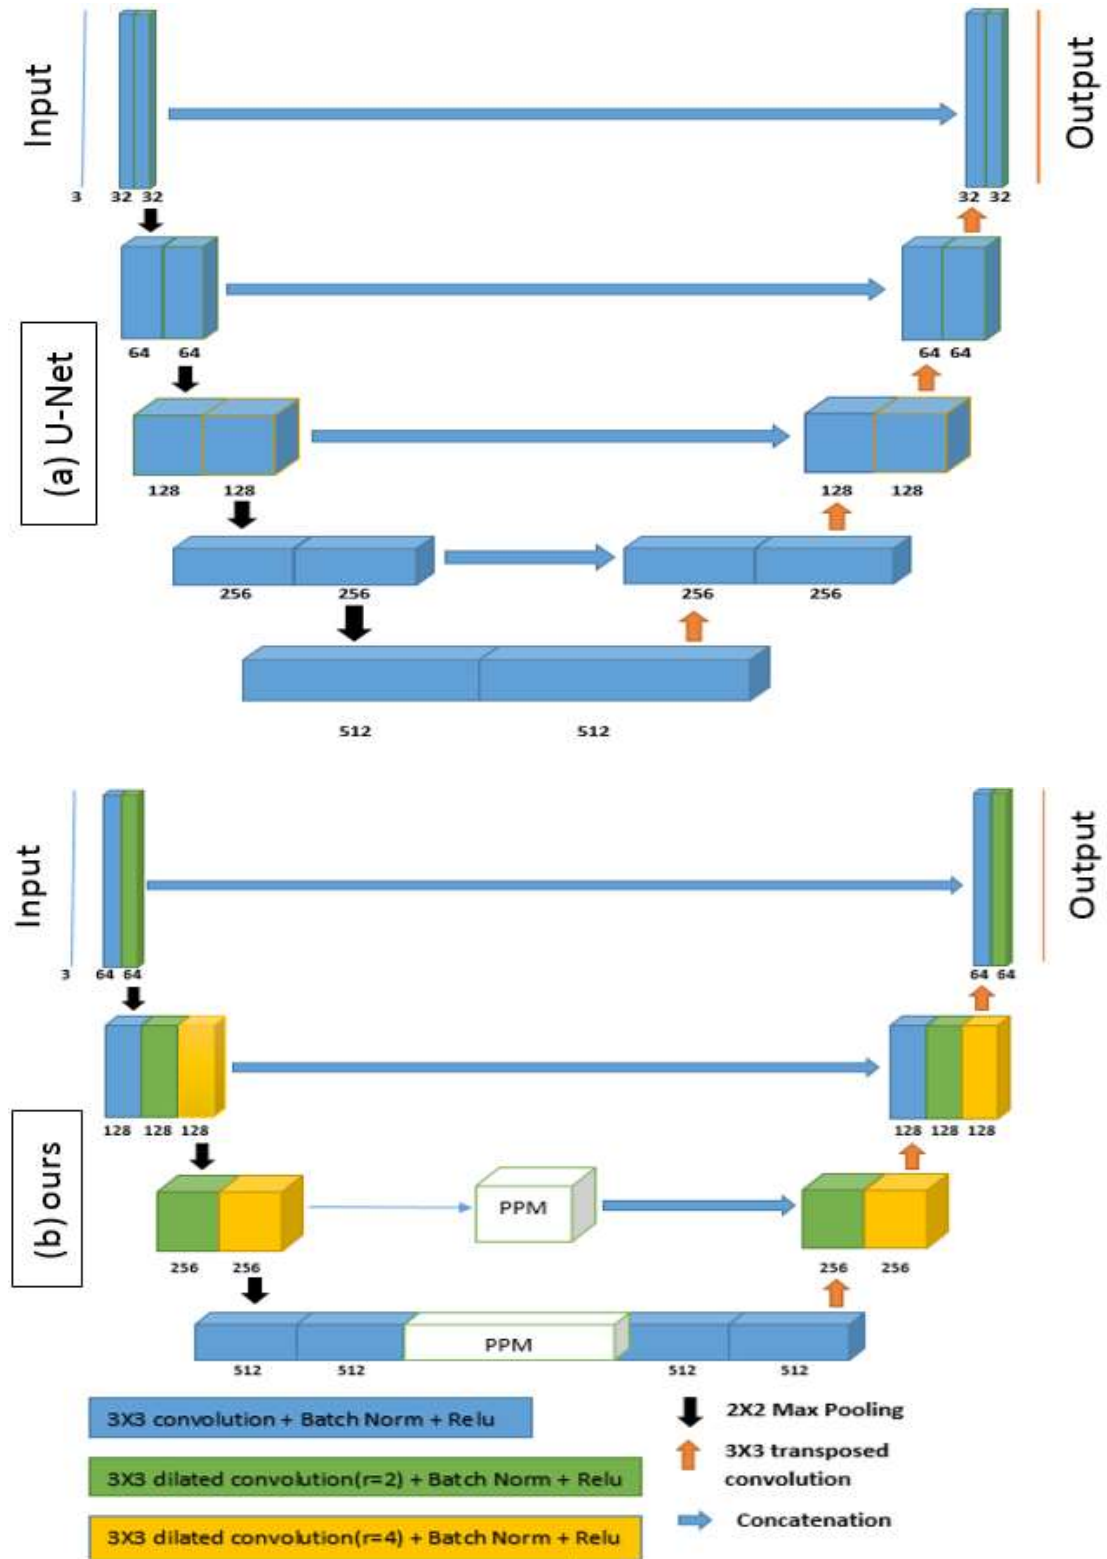 Input
Output
3
32 32
32 32
64 64
64 64
(a) U-Net
128 128
128 128
256 256
256 256
512 512
Input
Output
3
64 64
64 64
128 128 128
128 128 128
(b) ours
PPM
256 256
256 256
PPM
512 512 512 512
3X3 convolution + Batch Norm + Relu
3X3 dilated convolution(r=2) + Batch Norm + Relu
3X3 dilated convolution(r=4) + Batch Norm + Relu
2X2 Max Pooling
3X3 transposed
convolution
Concatenation